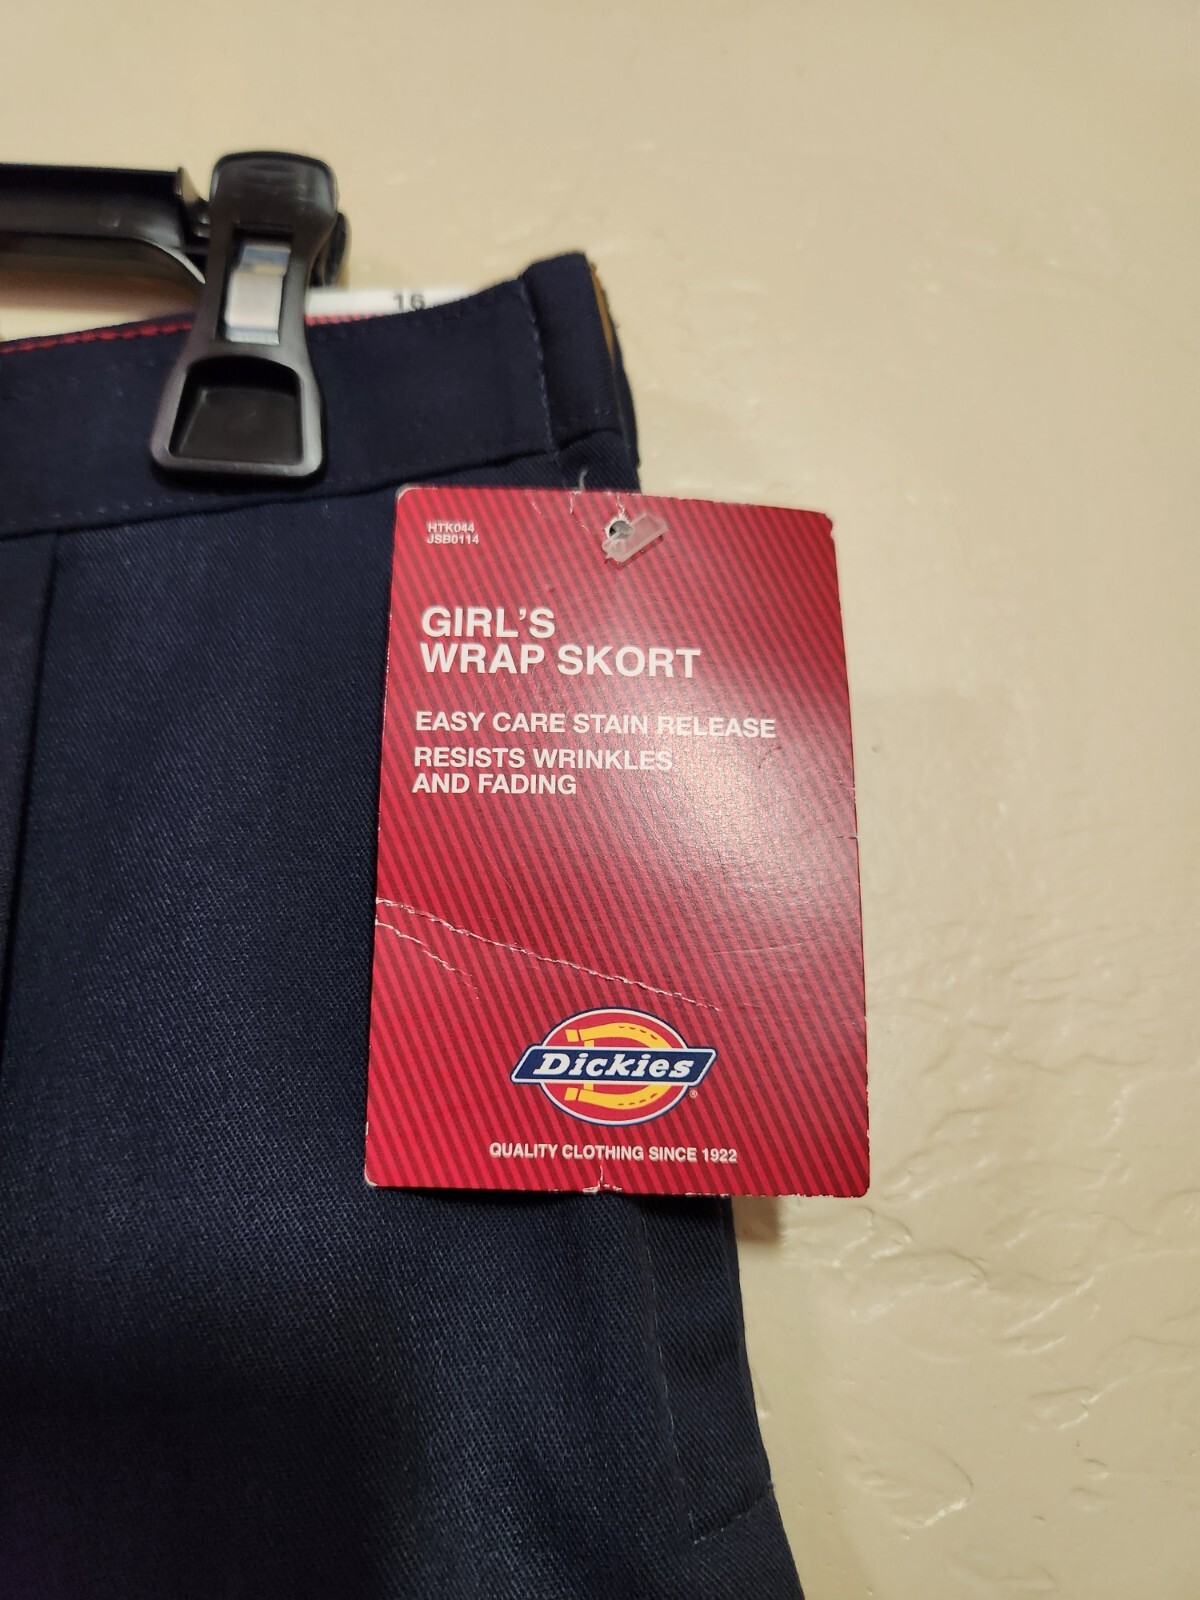 16
HTK044
JSB0114
GIRL'S
WRAP SKORT
EASY CARE STAIN RELEASE
RESISTS WRINKLES
AND FADING
Dickies®
QUALITY CLOTHING SINCE 1922